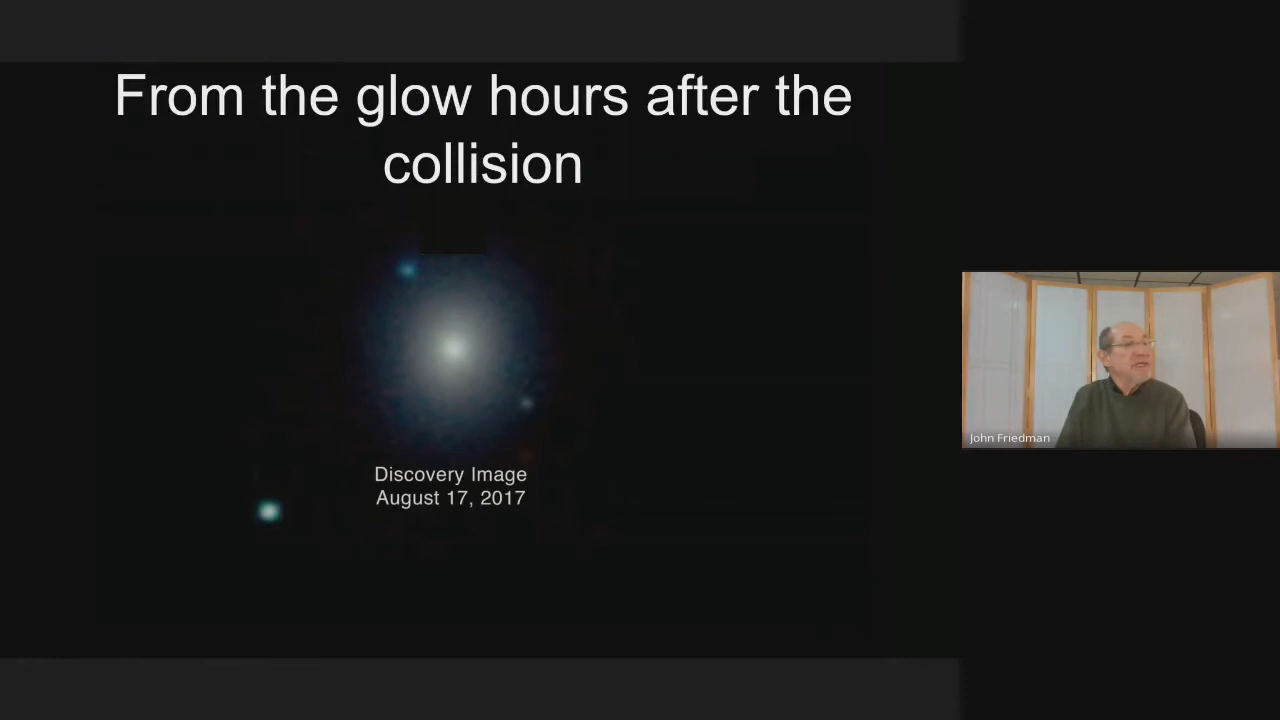 From the glow hours after the
collision
Discovery Image
August 17, 2017
John Friedman